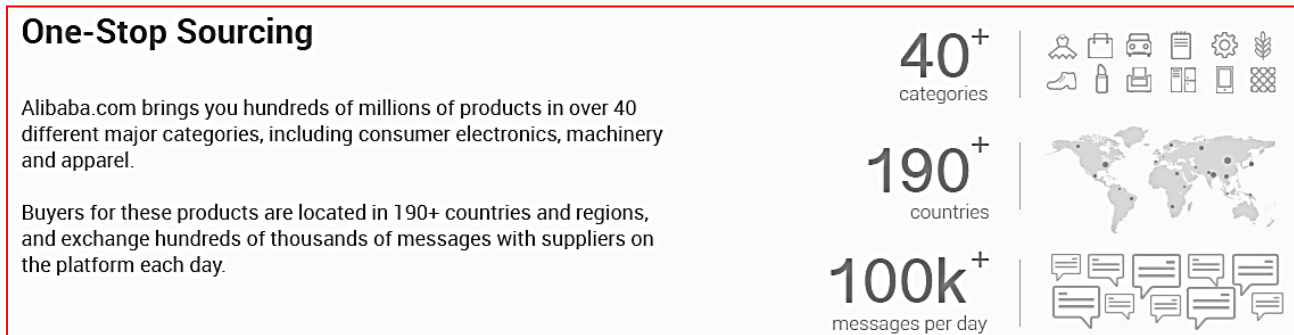 One-Stop Sourcing
Alibaba.com brings you hundreds of millions of products in over 40
different major categories, including consumer electronics, machinery
and apparel.
Buyers for these products are located in 190+ countries and regions,
and exchange hundreds of thousands of messages with suppliers on
the platform each day.
40+
categories
190+
countries
100k+
messages per day